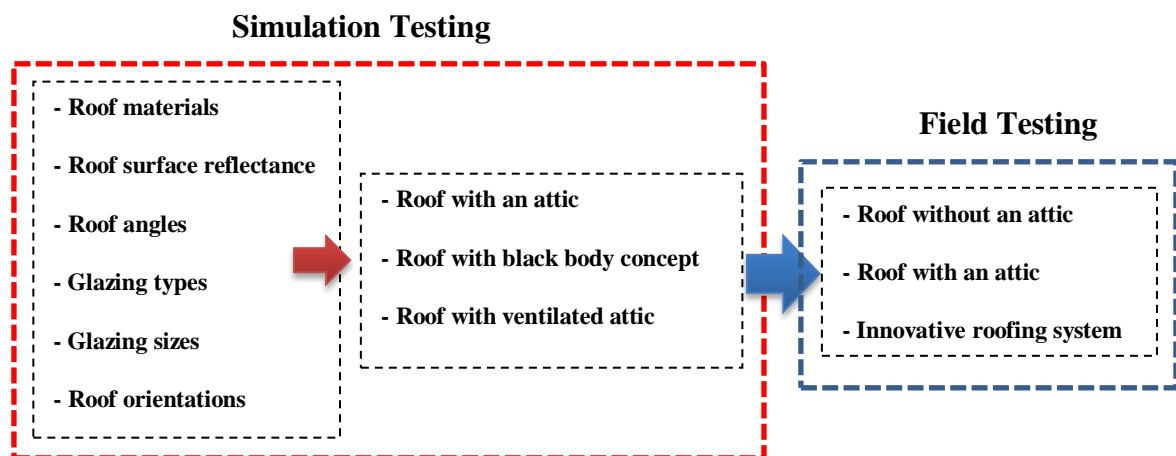 Simulation Testing
- Roof materials
- Roof surface reflectance
- Roof angles
- Glazing types
- Glazing sizes
- Roof orientations
- Roof with an attic
- Roof with black body concept
- Roof with ventilated attic
Field Testing
- Roof without an attic
- Roof with an attic
- Innovative roofing system